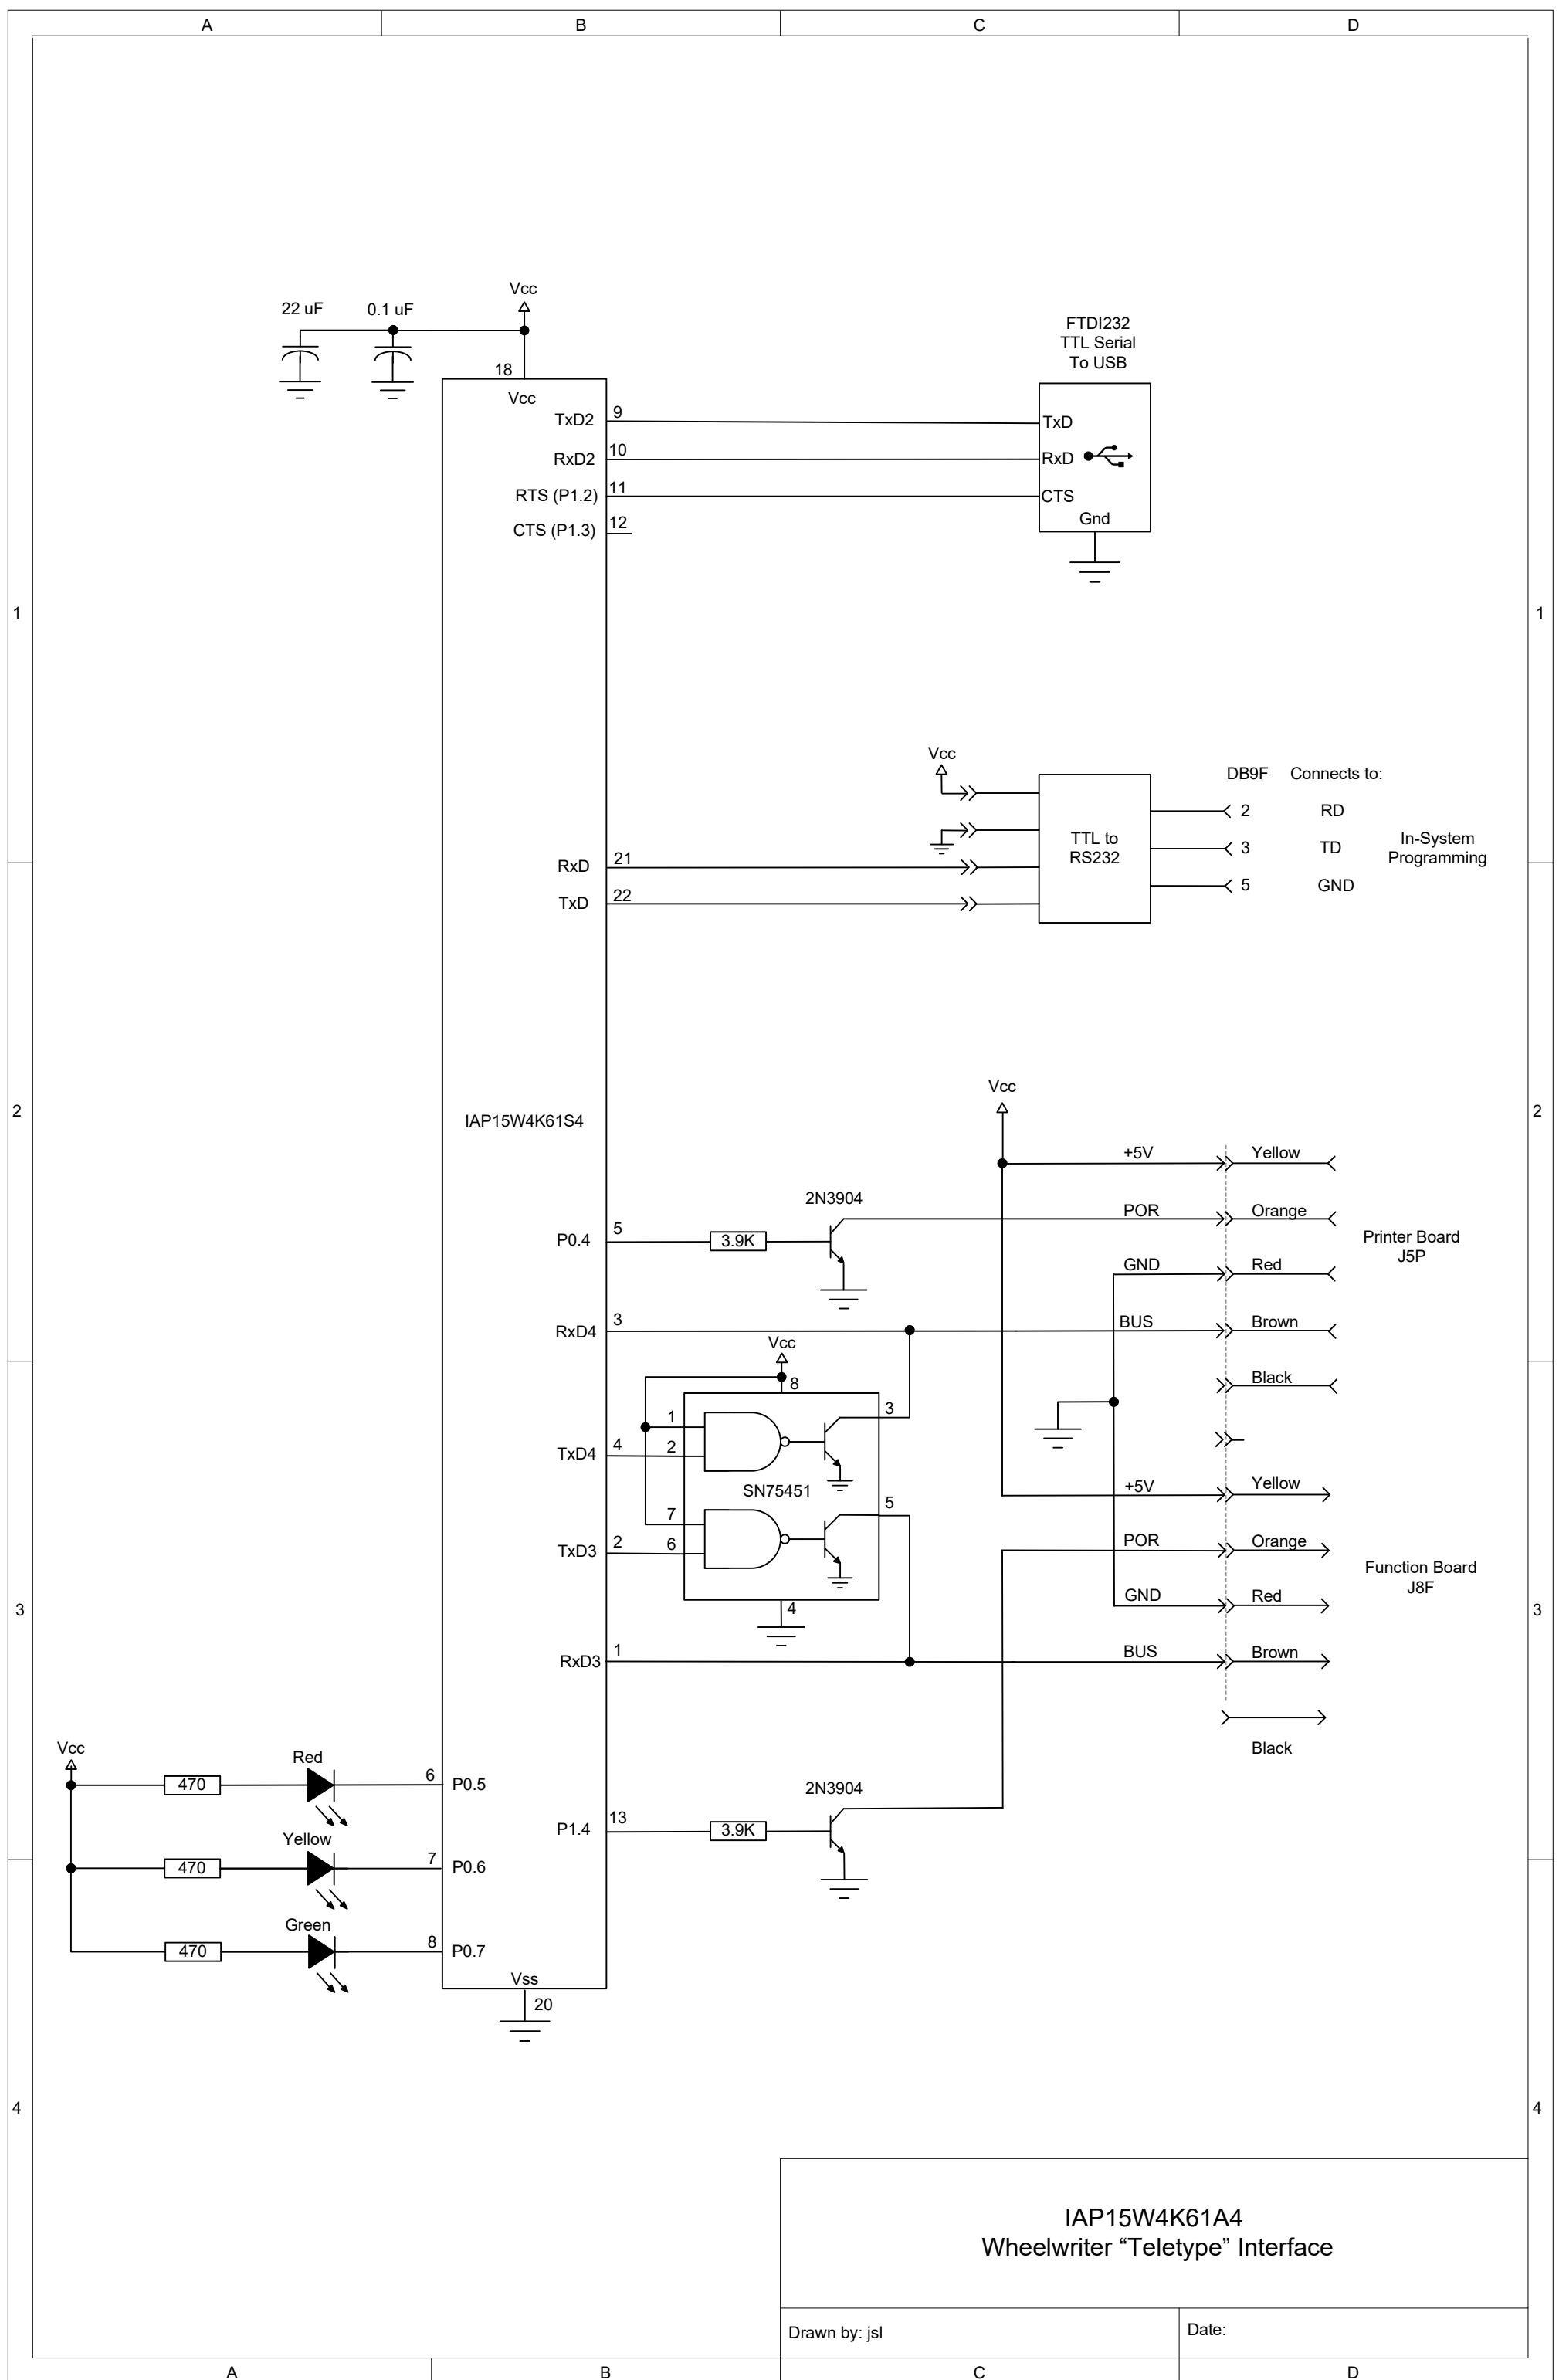 A B C D
Vcc
22 uF 0.1 uF
FTDI232
TTL Serial
To USB
18
Vcc
TxD2 9 TxD
RxD2 10 RxD
RTS (P1.2) 11 CTS
CTS (P1.3) 12
Gnd
1 1
Vcc
DB9F Connects to:
2 RD
TTL to
RS232
3 TD
In-System
Programming
RxD 21
5 GND
TxD 22
Vcc
2 2
IAP15W4K61S4
+5V Yellow
2N3904
POR Orange
P0.4 5 3.9K
Printer Board
J5P
GND Red
RxD4 3 BUS Brown
Vcc
8
Black
1 3
TxD4 4 2
SN75451
+5V Yellow
7 5
TxD3 2 6
POR Orange
Function Board
J8F
GND Red
4
3 3
RxD3 1 BUS Brown
Vcc
Red
Black
470 6 P0.5
2N3904
P1.4 13 3.9K
Yellow
470 7 P0.6
Green
470 8 P0.7
Vss
20
4 4
IAP15W4K61A4
Wheelwriter “Teletype” Interface
Drawn by: jsl Date:
A B C D